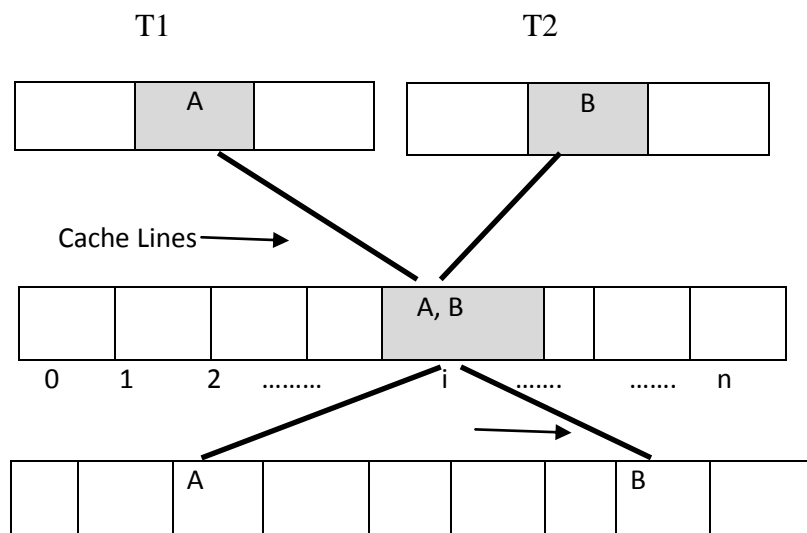 T1 T2
A B
Cache Lines
A, B
0 1 2 ……… i ……. ……. n
A B